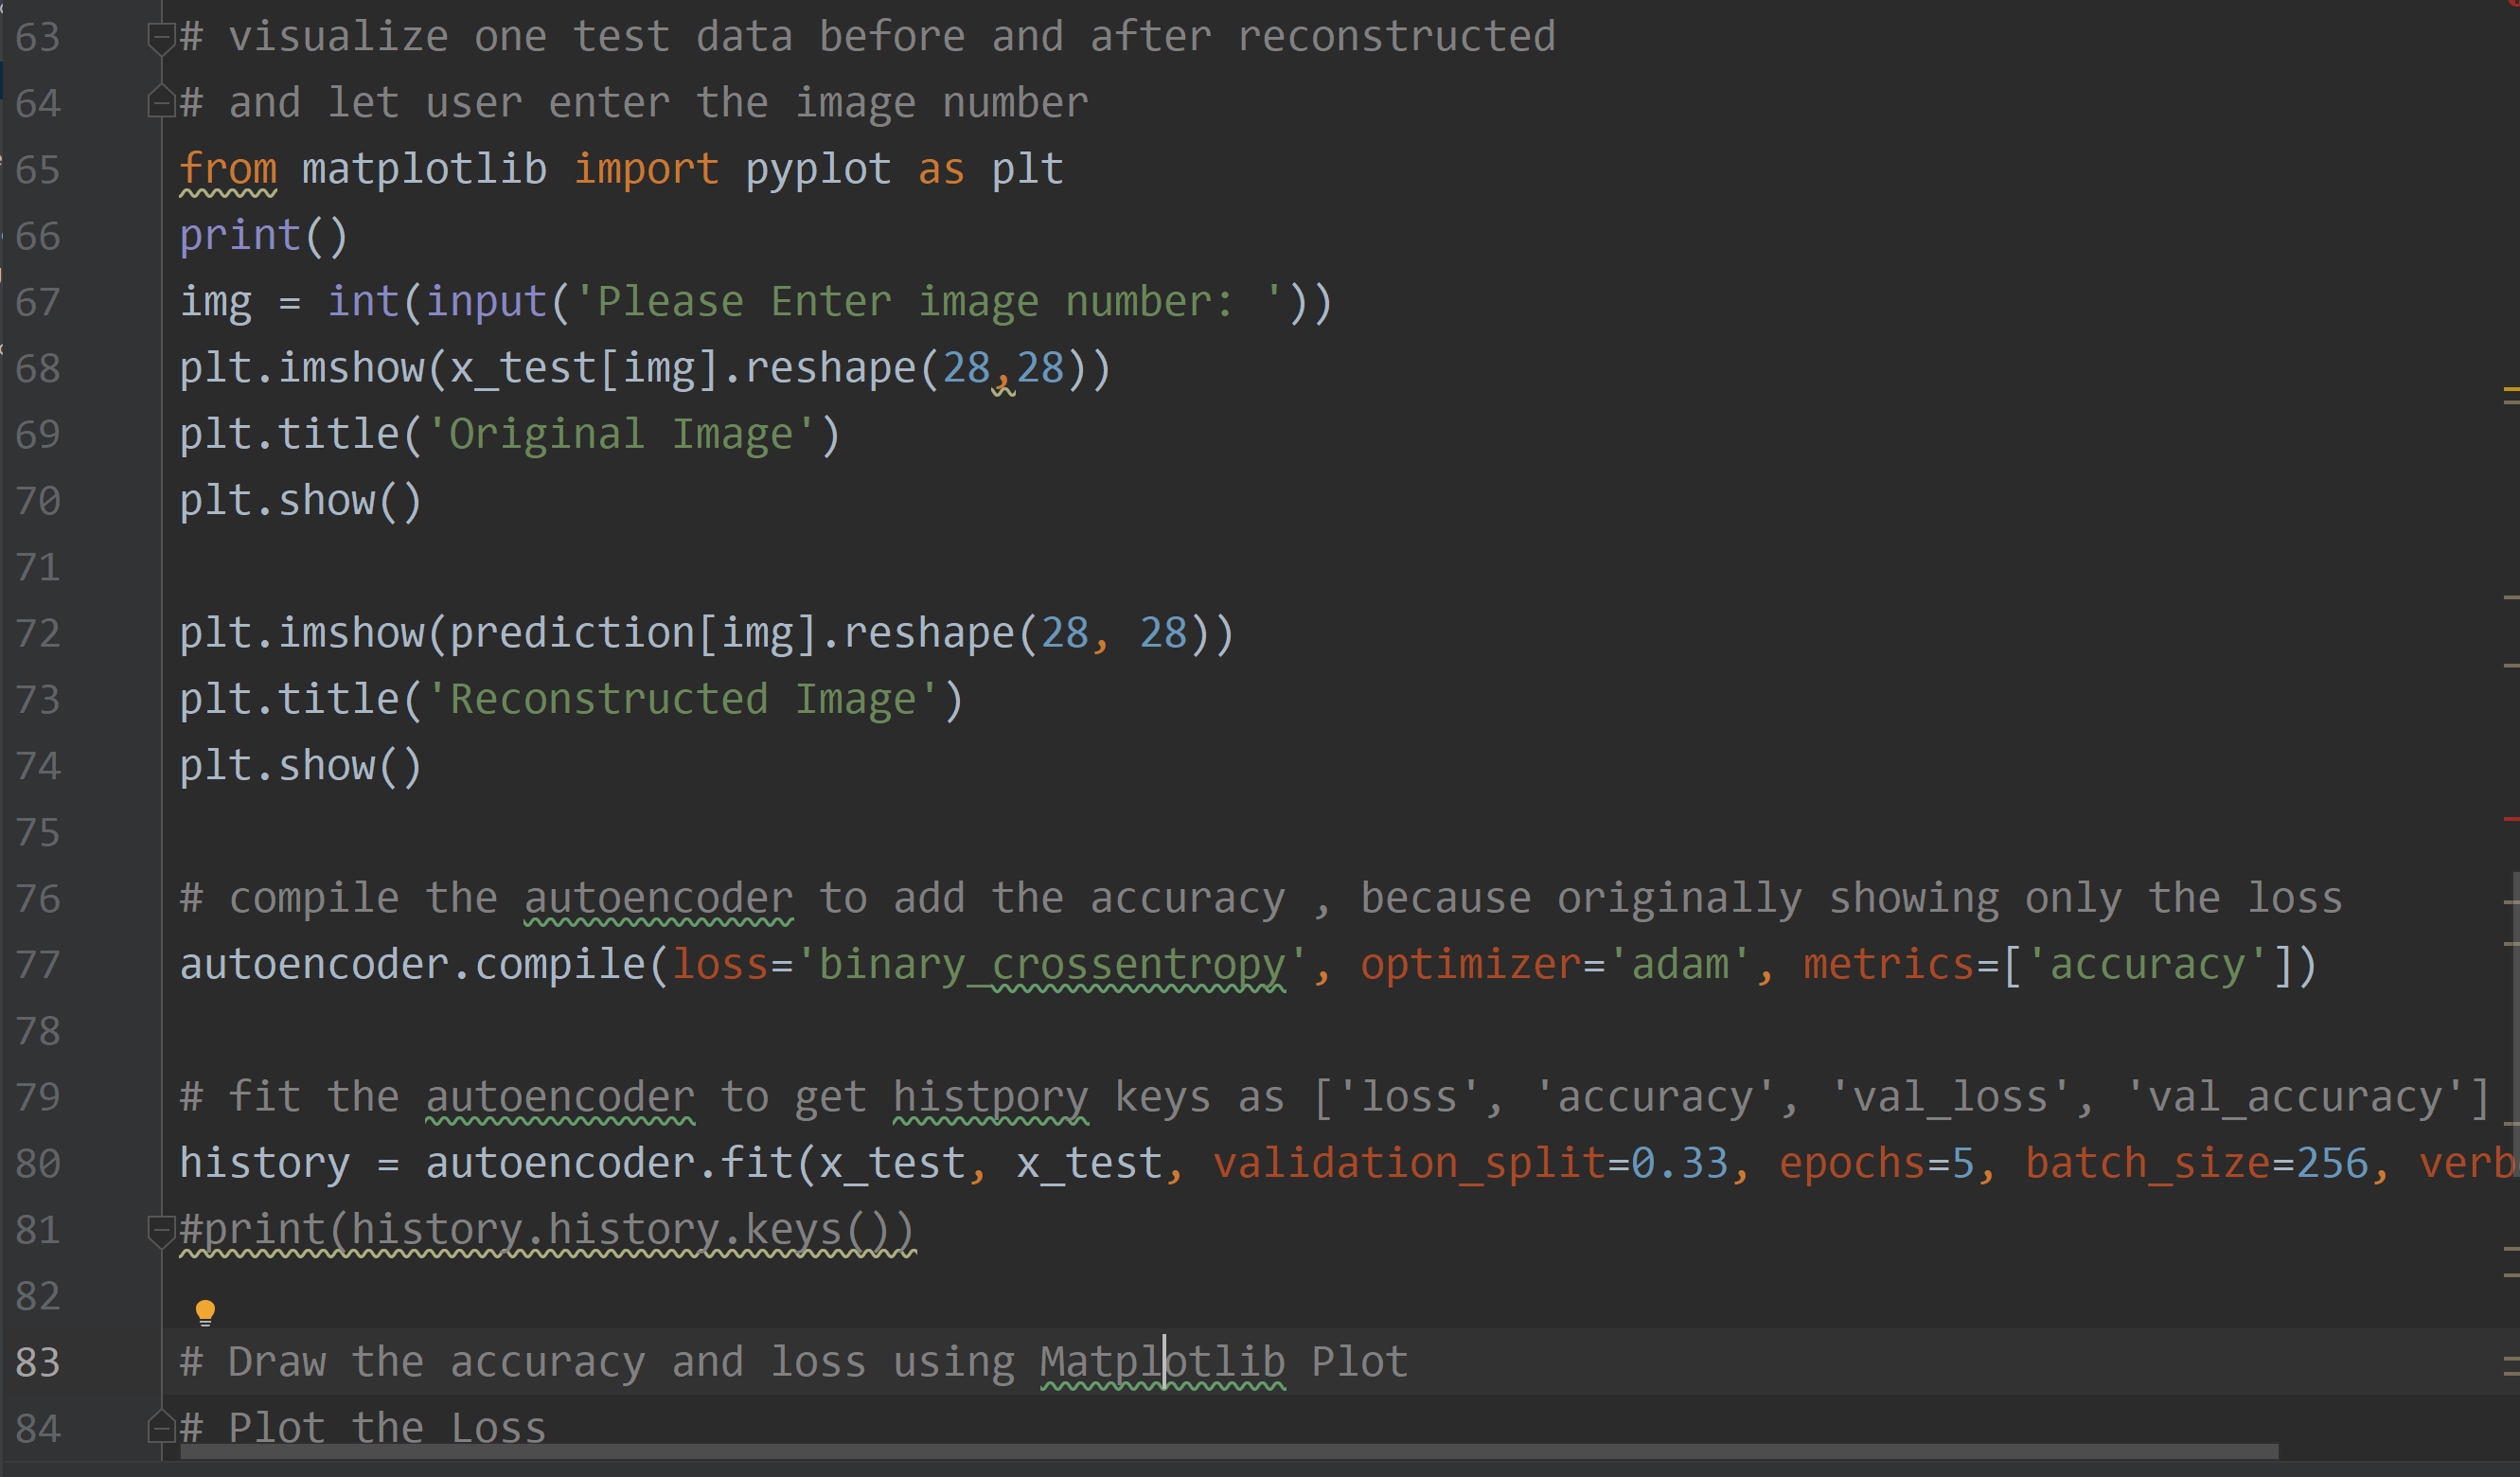 63 # visualize one test data before and after reconstructed
64 # and let user enter the image number
65 from matplotlib import pyplot as plt
66 print()
67 img = int(input('Please Enter image number: '))
68 plt.imshow(x_test[img].reshape(28,28))
69 plt.title('Original Image')
70 plt.show()
71
72 plt.imshow(prediction[img].reshape(28, 28))
73 plt.title('Reconstructed Image')
74 plt.show()
75
76 # compile the autoencoder to add the accuracy , because originally showing only the loss
77 autoencoder.compile(loss='binary_crossentropy', optimizer='adam', metrics=['accuracy'])
78
79 # fit the autoencoder to get histpory keys as ['loss', 'accuracy', 'val_loss', 'val_accuracy']
80 history = autoencoder.fit(x_test, x_test, validation_split=0.33, epochs=5, batch_size=256, verb
81 #print(history.history.keys())
82
83 # Draw the accuracy and loss using Matplotlib Plot
84 # Plot the Loss